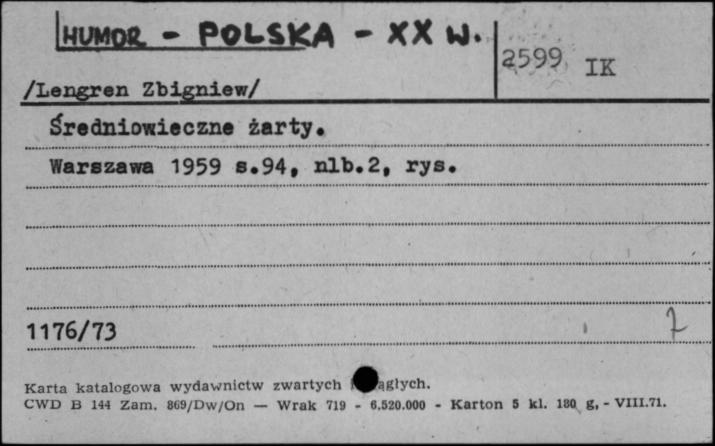 HUMOR - POLSKA - XX W.
2599 IK
/Lengren Zbigniew/
Średniowieczne żarty.
Warszawa 1959 s.94, nlb.2, rys.
1176/73
7
Karta katalogowa wydawnictw zwartych ągłych.
CWD B 144 Zam. 869/Dw/On — Wrak 719 - 6.520.000 - Karton 5 kl. 180 g, - VIII.71.